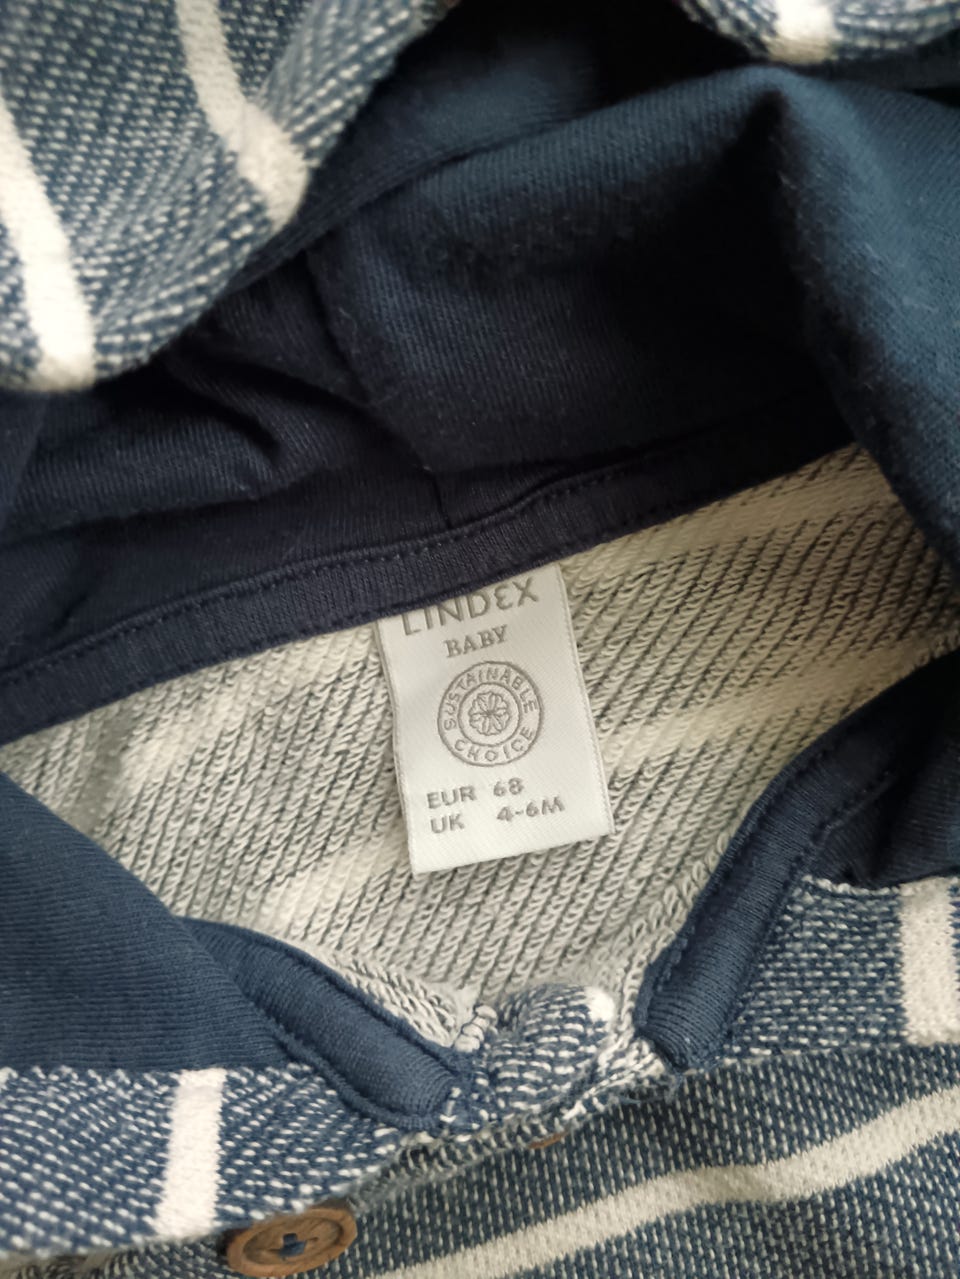 LINDEX
BABY
SUSTAINABLE
CHOICE
EUR 68
UK 4-6M